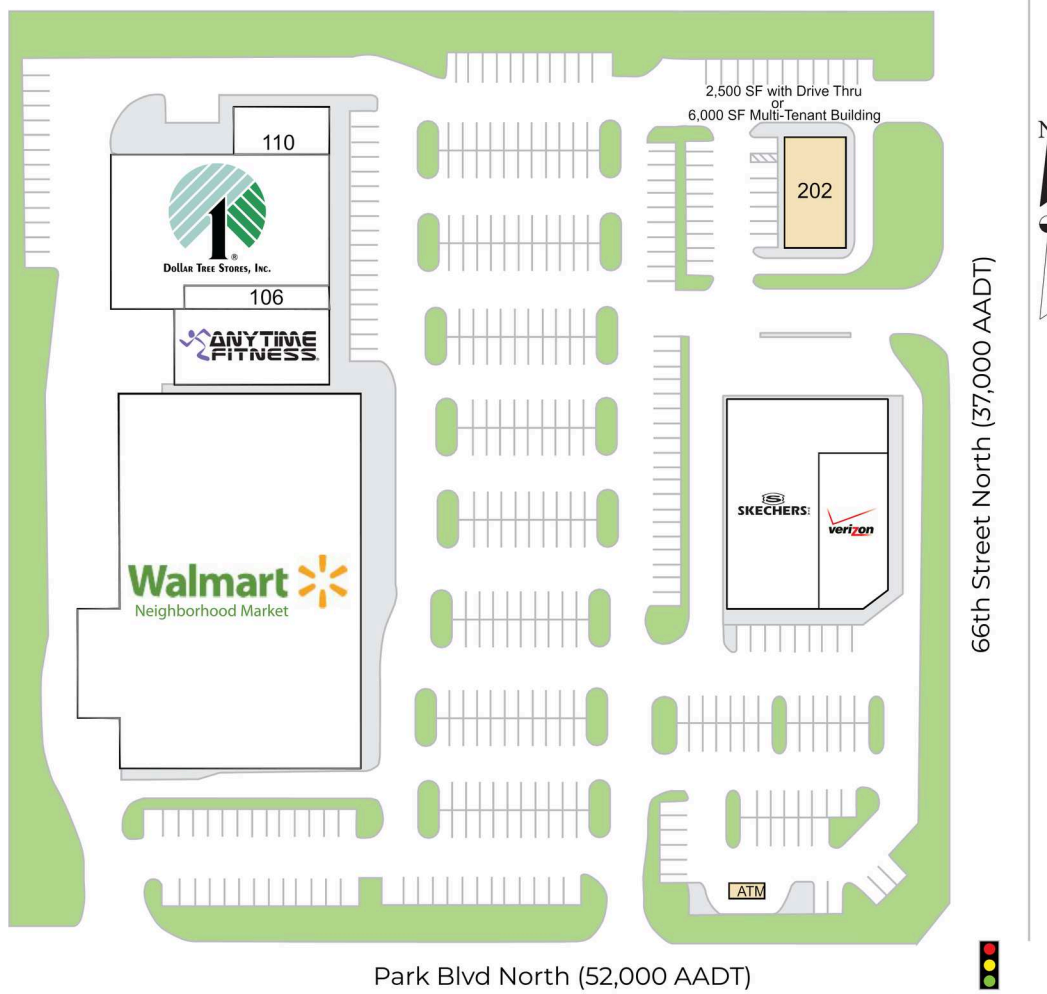 2,500 SF with Drive Thru
or
6,000 SF Multi-Tenant Building
110
202
Dollar Tree Stores, Inc.
106
ANYTIME
FITNESS
N
66th Street North (37,000 AADT)
SKECHERS
verizon
Walmart
Neighborhood Market
ATM
Park Blvd North (52,000 AADT)